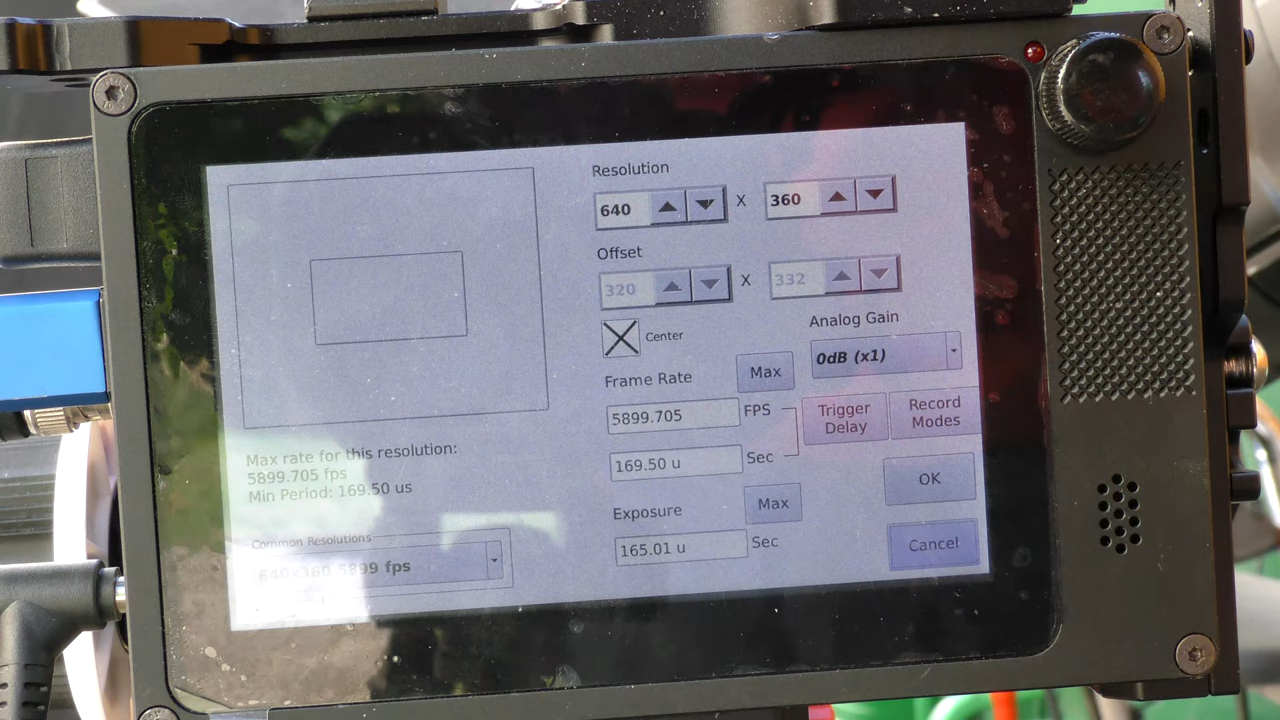 Resolution
640 X 360
Offset
320 X 332
Center
Analog Gain
0dB (x1)
Frame Rate
Max
5899.705 FPS
169.50 u Sec
Trigger
Delay
Record
Modes
Max rate for this resolution:
5899.705 fps
Min Period: 169.50 us
Exposure
Max
165.01 u Sec
OK
Cancel
Common Resolutions
640x360 5899 fps